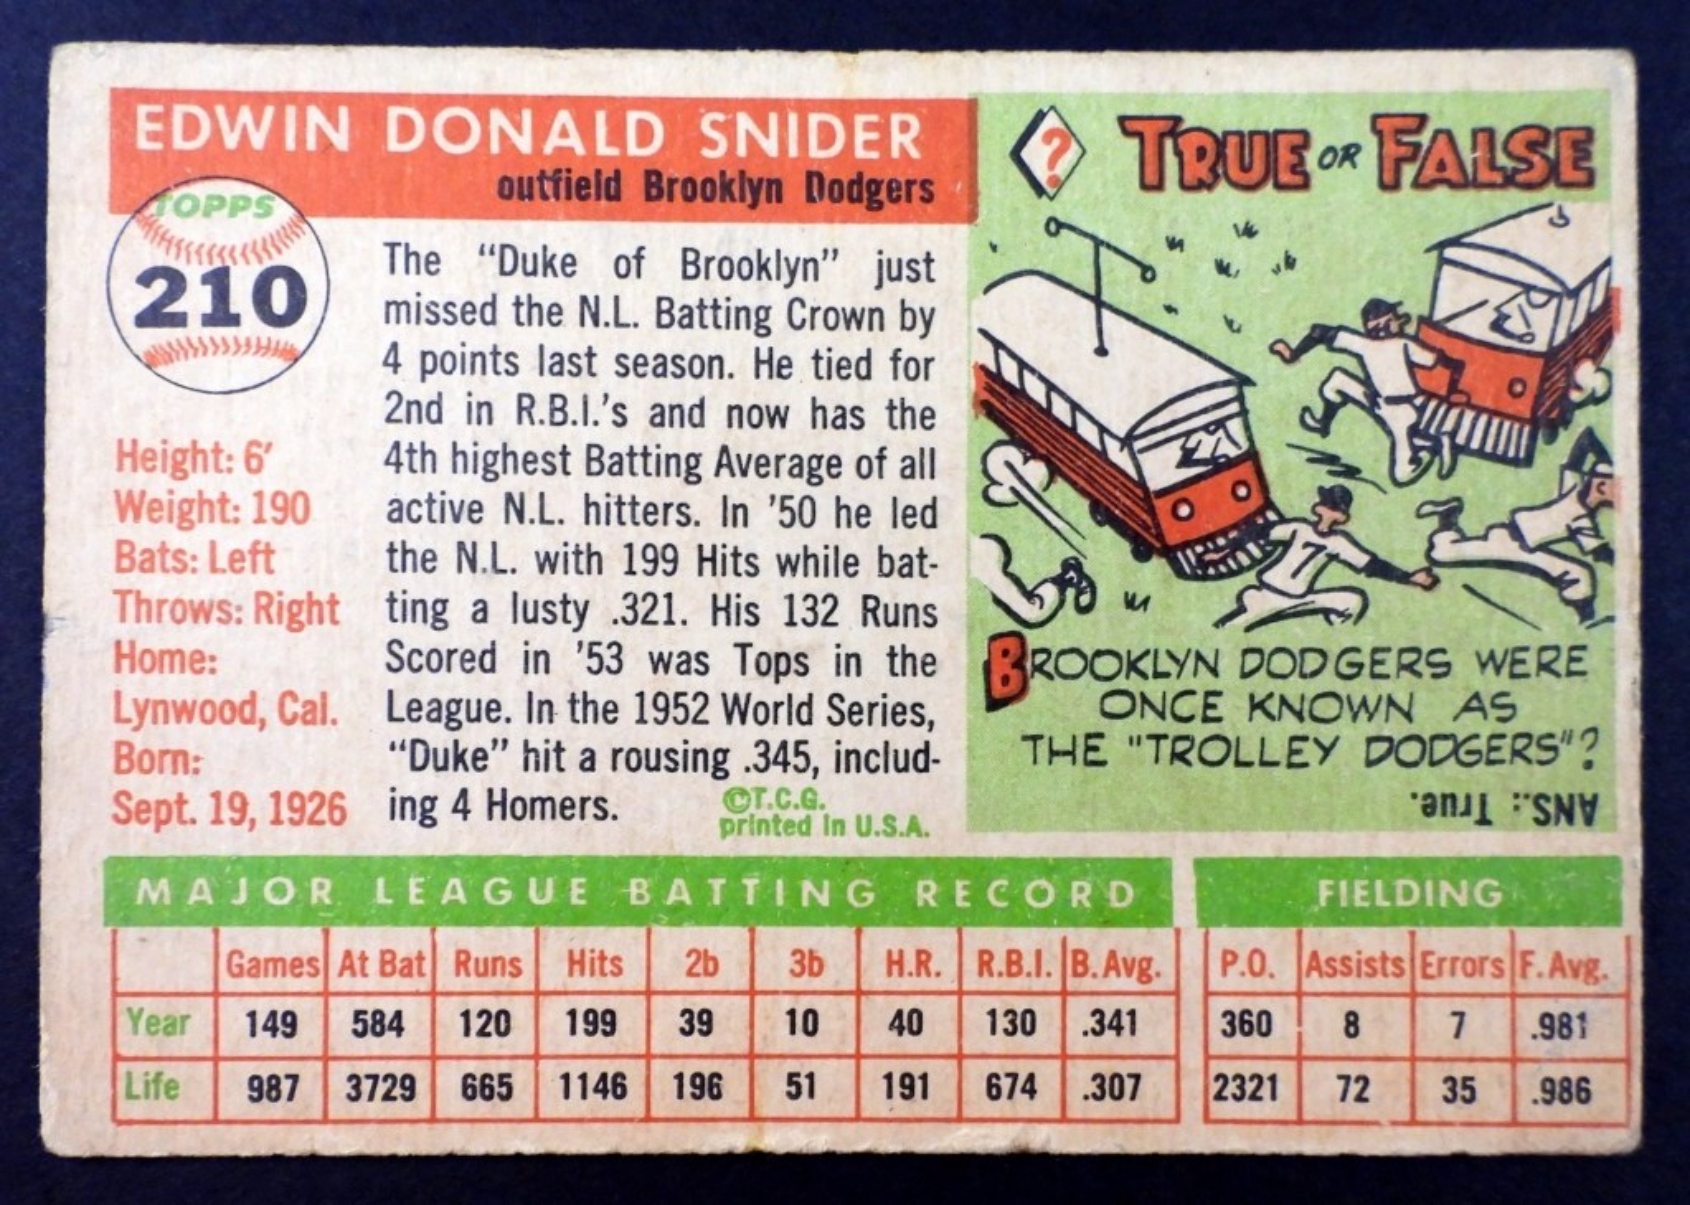 EDWIN DONALD SNIDER
outfield Brooklyn Dodgers
TOPPS
210
Height: 6′
Weight: 190
Bats: Left
Throws: Right
Home:
Lynwood, Cal.
Born:
Sept. 19, 1926
The “Duke of Brooklyn” just
missed the N.L. Batting Crown by
4 points last season. He tied for
2nd in R.B.I.'s and now has the
4th highest Batting Average of all
active N.L. hitters. In '50 he led
the N.L. with 199 Hits while bat-
ting a lusty .321. His 132 Runs
Scored in '53 was Tops in the
League. In the 1952 World Series,
“Duke” hit a rousing .345, includ-
ing 4 Homers.
©T.C.G.
printed in U.S.A.
?
TRUE OR FALSE
7
BROOKLYN DODGERS WERE
ONCE KNOWN AS
THE "TROLLEY DODGERS"?
ANS.: True.
MAJOR LEAGUE BATTING RECORD
Games At Bat Runs Hits 2b 3b H.R. R.B.I. B. Avg.
Year 149 584 120 199 39 10 40 130 .341
Life 987 3729 665 1146 196 51 191 674 .307
FIELDING
P.O. Assists Errors F. Avg.
360 8 7 .981
2321 72 35 .986